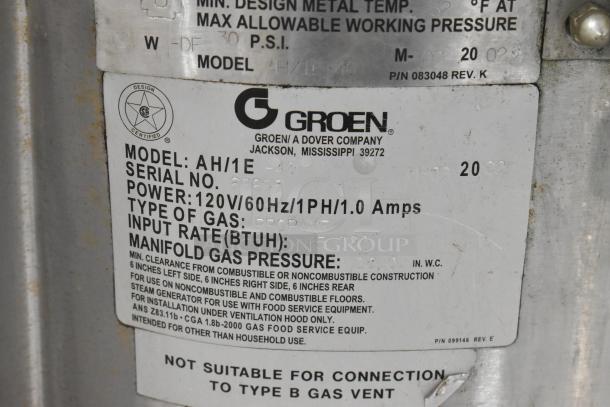 MIN. DESIGN METAL TEMP. °F AT
MAX ALLOWABLE WORKING PRESSURE
W -DF 30 P.S.I.
M- 20
MODEL
P/N 083048 REV. K
DESIGN
CERTIFIED
G GROEN®
GROEN/ A DOVER COMPANY
JACKSON, MISSISSIPPI 39272
MODEL: AH/1E
20
SERIAL NO.
POWER: 120V/60Hz/1PH/1.0 Amps
TYPE OF GAS:
INPUT RATE(BTUH):
MANIFOLD GAS PRESSURE: IN. W.C.
MIN. CLEARANCE FROM COMBUSTIBLE OR NONCOMBUSTIBLE CONSTRUCTION
6 INCHES LEFT SIDE, 6 INCHES RIGHT SIDE, 6 INCHES REAR
FOR USE ON NONCOMBUSTIBLE AND COMBUSTIBLE FLOORS.
STEAM GENERATOR FOR USE WITH FOOD SERVICE EQUIPMENT.
FOR INSTALLATION UNDER VENTILATION HOOD ONLY.
ANS Z83.11b - CGA 1.8b-2000 GAS FOOD SERVICE EQUIP.
INTENDED FOR OTHER THAN HOUSEHOLD USE.
P/N 099146 REV. E
NOT SUITABLE FOR CONNECTION
TO TYPE B GAS VENT